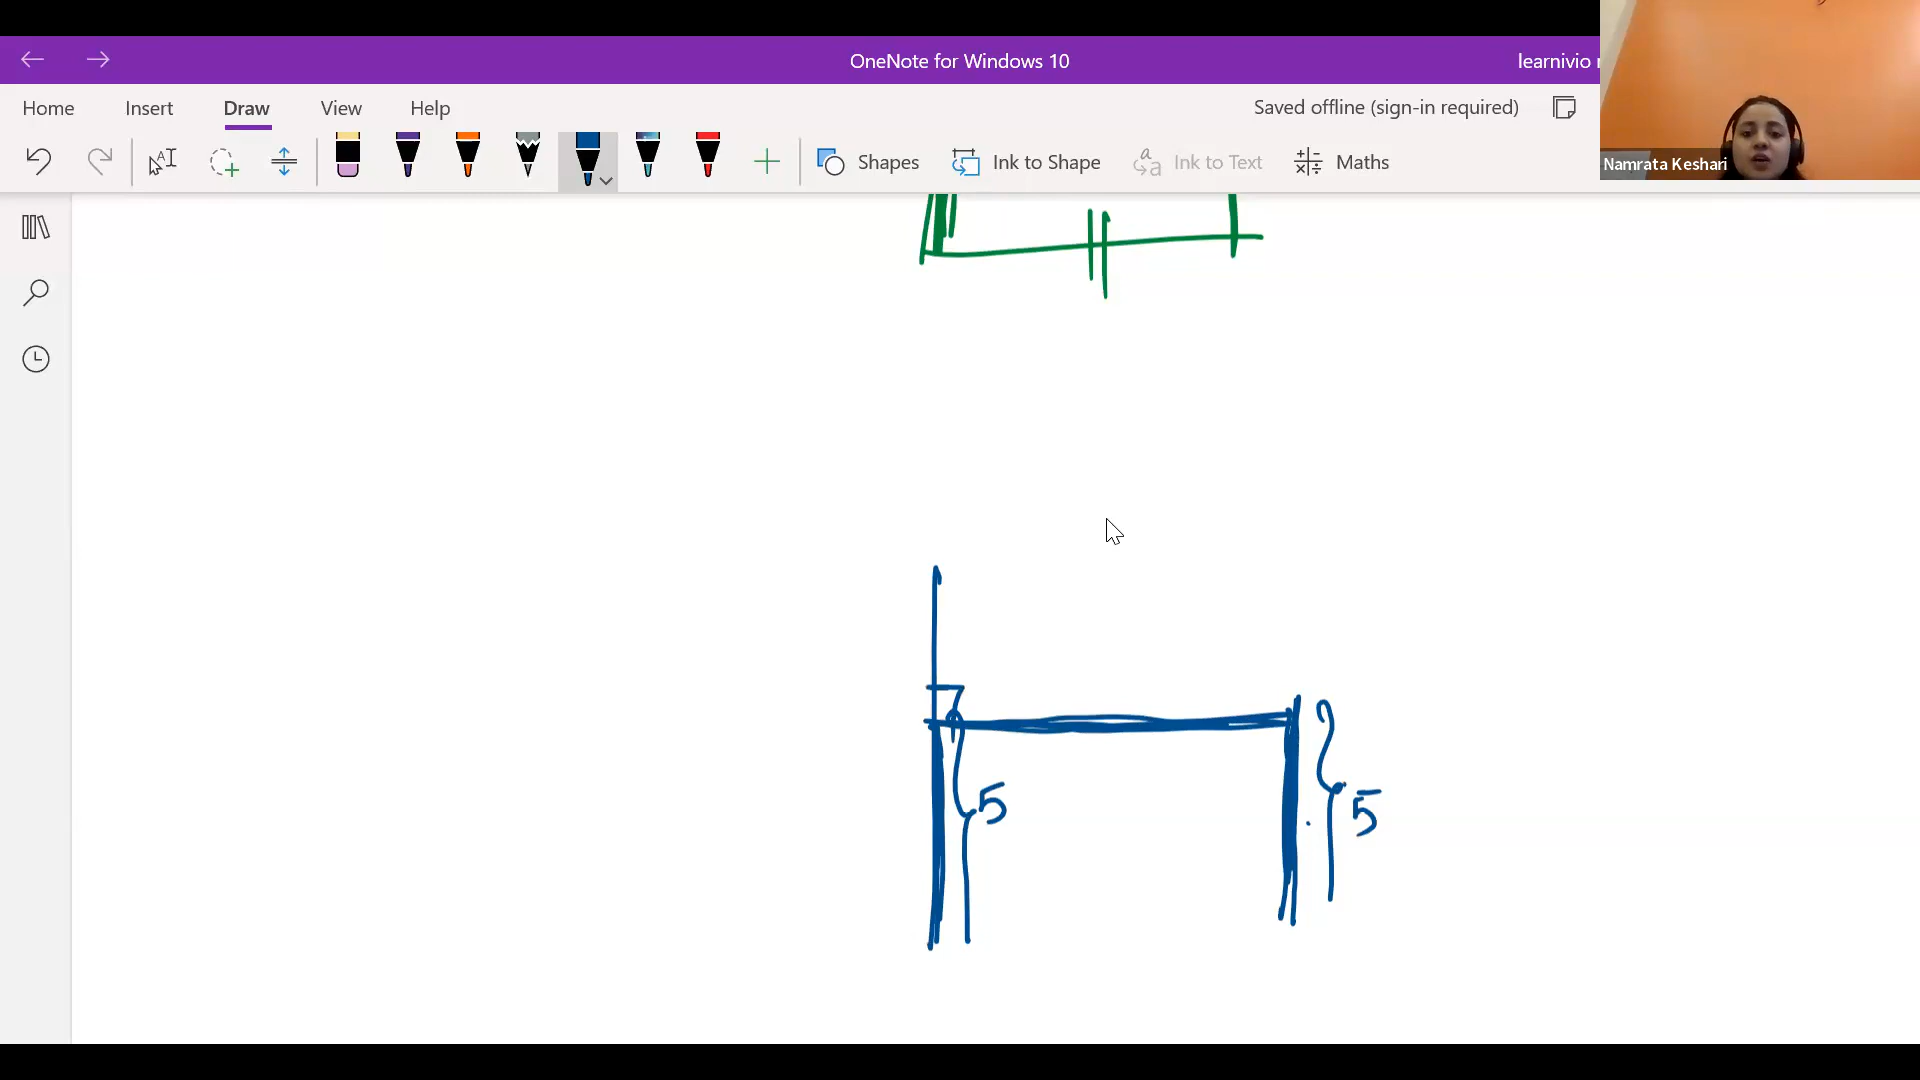 OneNote for Windows 10
learnivio
Home Insert Draw View Help
Saved offline (sign-in required)
Shapes Ink to Shape Ink to Text Maths
Namrata Keshari
5
5